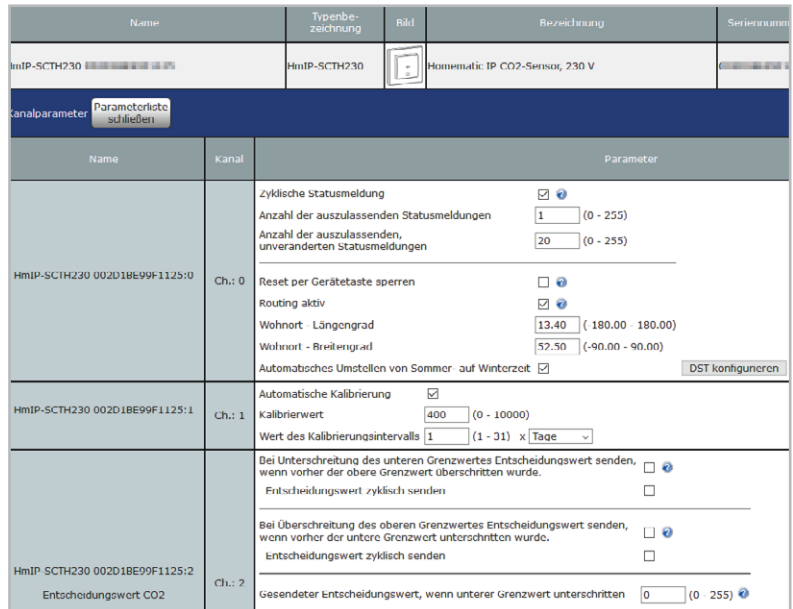 Name
Typenbe-
zeichnung
Bild
Bezeichnung
Seriennumm
HmIP-SCTH230
HmIP-SCTH230
Homematic IP CO2-Sensor, 230 V
Kanalparameter
Parameterliste
schließen
Name
Kanal
Parameter
HmIP-SCTH230 002D1BE99F1125:0
Ch.: 0
Zyklische Statusmeldung
Anzahl der auszulassenden Statusmeldungen 1 (0 - 255)
Anzahl der auszulassenden,
unveränderten Statusmeldungen 20 (0 - 255)
Reset per Gerätetaste sperren
Routing aktiv
Wohnort - Längengrad 13.40 (-180.00 - 180.00)
Wohnort - Breitengrad 52.50 (-90.00 - 90.00)
Automatisches Umstellen von Sommer- auf Winterzeit DST konfigurieren
HmIP-SCTH230 002D1BE99F1125:1
Ch.: 1
Automatische Kalibrierung
Kalibrierwert 400 (0 - 10000)
Wert des Kalibrierungsintervalls 1 (1 - 31) x Tage
HmIP-SCTH230 002D1BE99F1125:2
Entscheidungswert CO2
Ch.: 2
Bei Unterschreitung des unteren Grenzwertes Entscheidungswert senden,
wenn vorher der obere Grenzwert überschritten wurde.
Entscheidungswert zyklisch senden
Bei Überschreitung des oberen Grenzwertes Entscheidungswert senden,
wenn vorher der untere Grenzwert unterschritten wurde.
Entscheidungswert zyklisch senden
Gesendeter Entscheidungswert, wenn unterer Grenzwert unterschritten 0 (0 - 255)